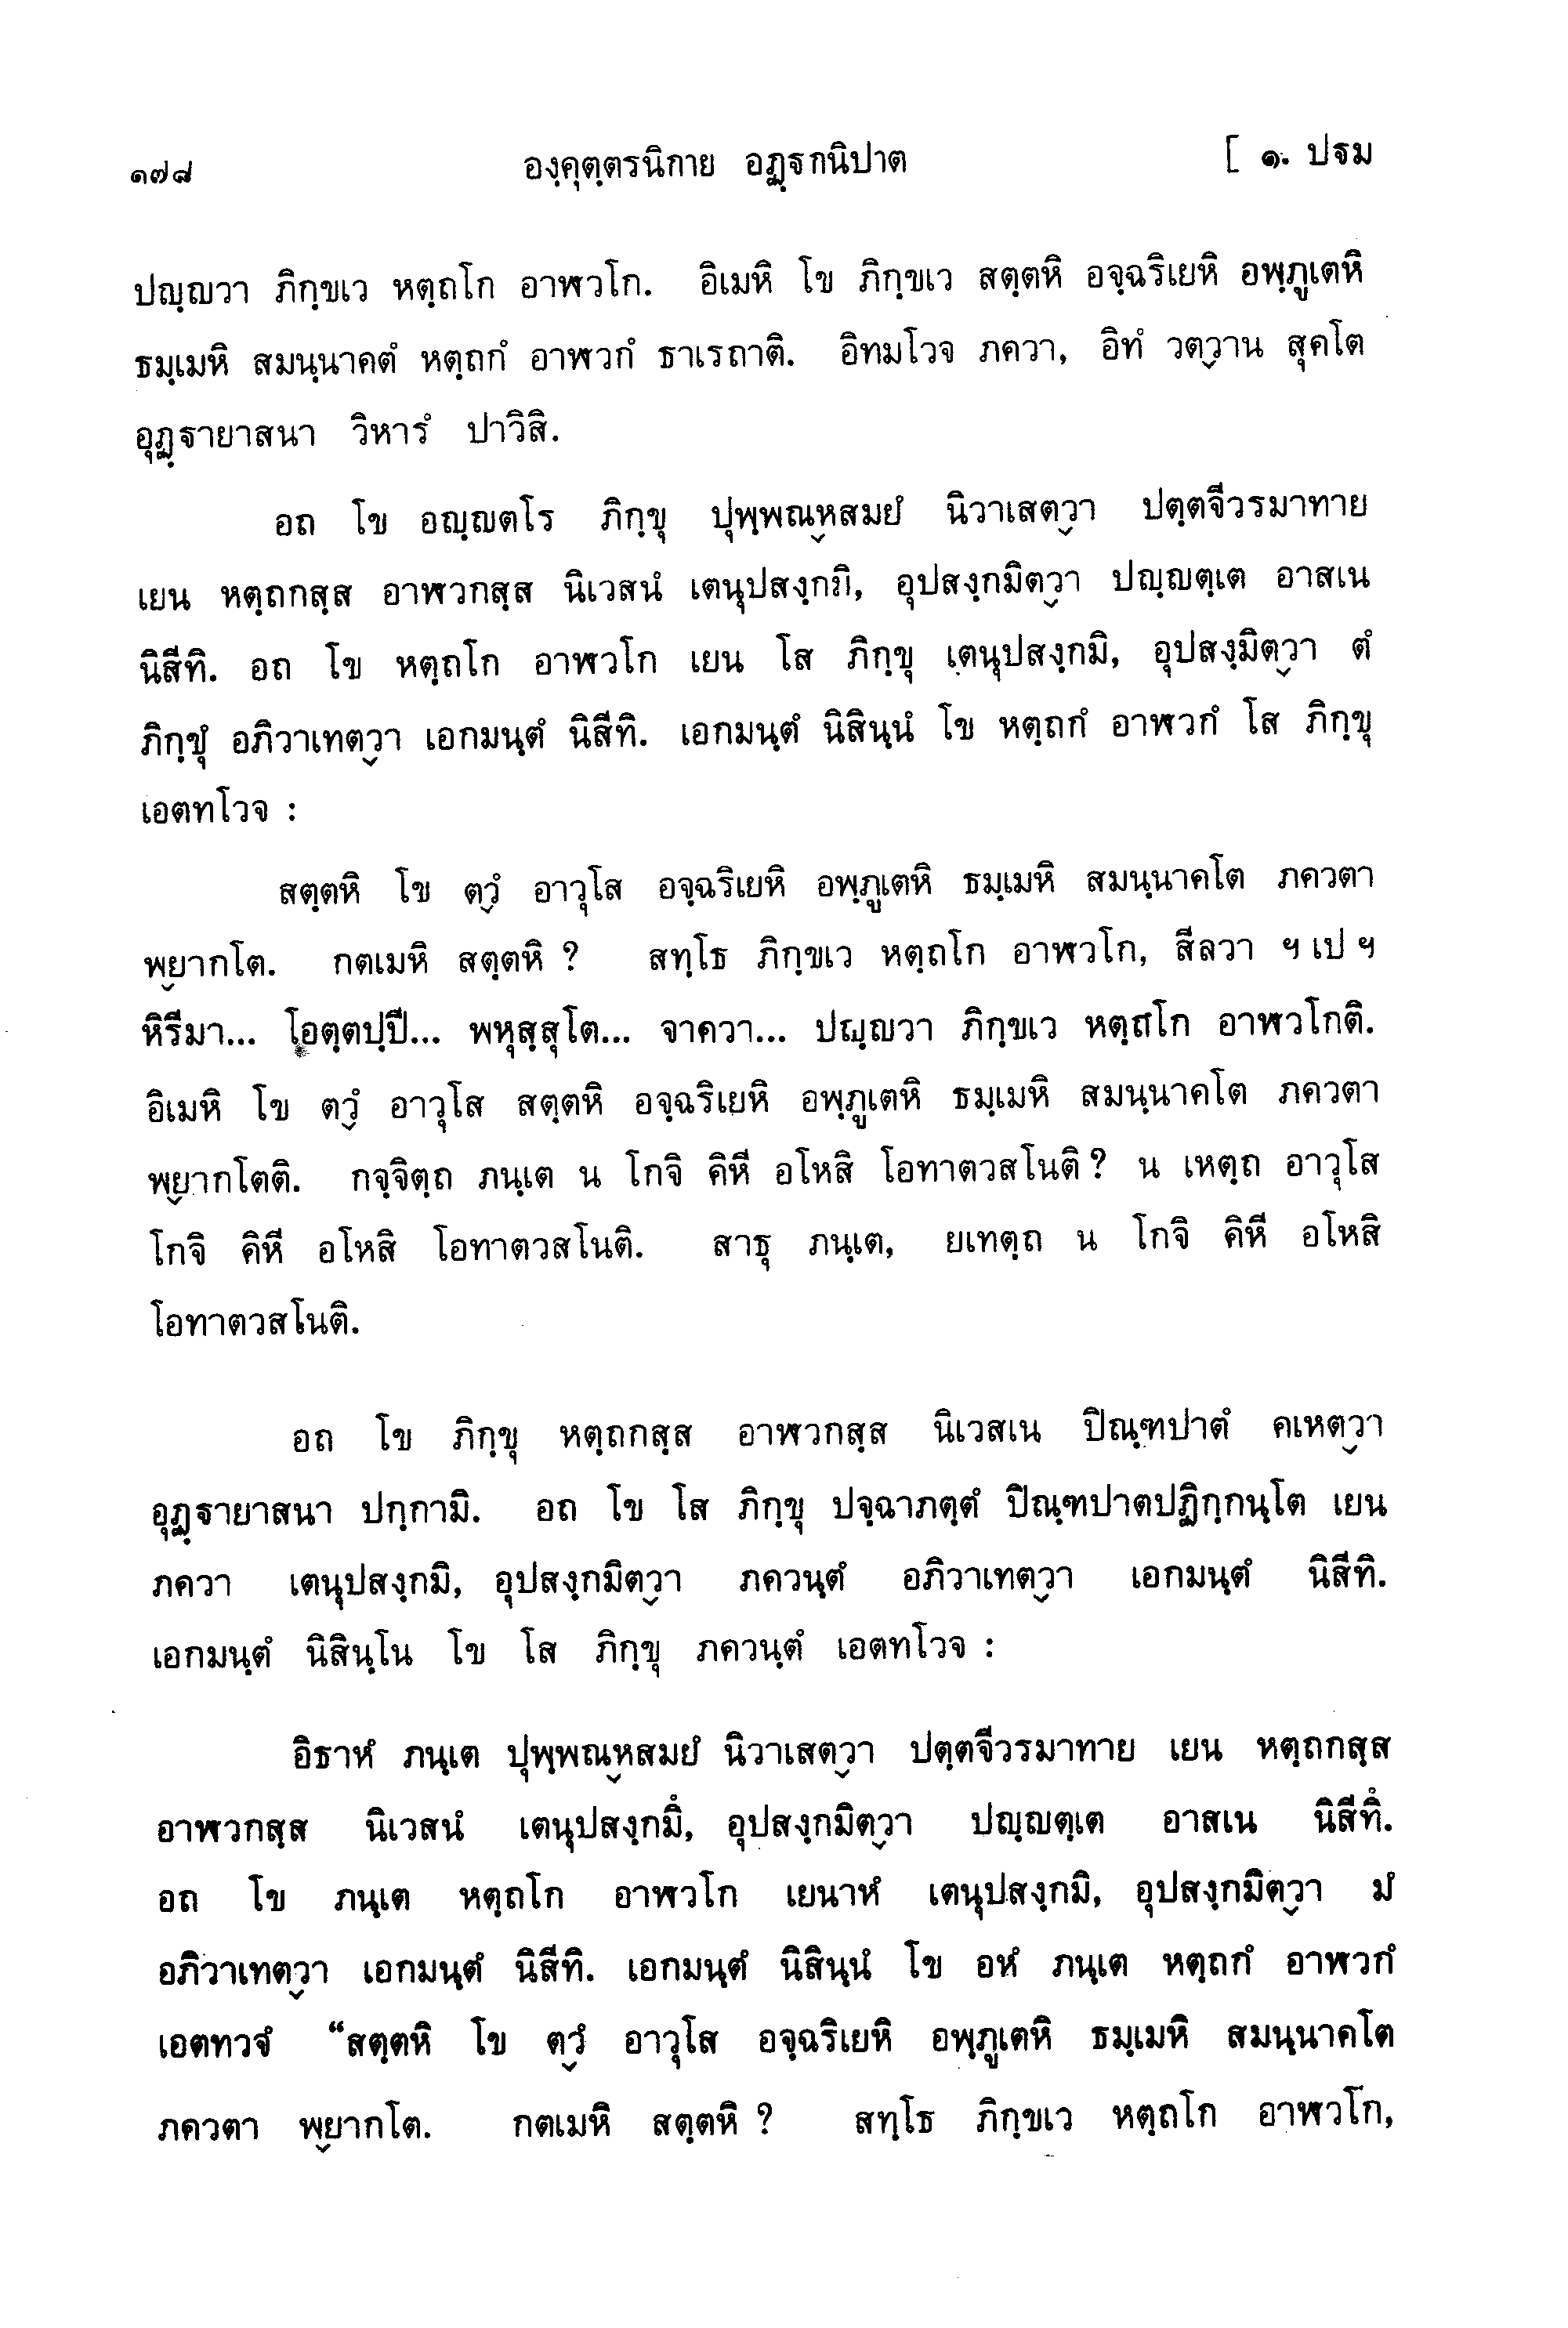 ๑๗๘ องฺคุตฺตรนิกาย อฏฺฐกนิปาต [ ๑. ปฐม
ปญฺญวา ภิกฺขเว หตฺถโก อาฬวโก. อิเมหิ โข ภิกฺขเว สตฺตหิ อจฺฉริเยหิ อพฺภูเตหิ
ธมฺเมหิ สมนฺนาคตํ หตฺถกํ อาฬวกํ ธาเรถาติ. อิทมโวจ ภควา, อิทํ วตฺวาน สุคโต
อุฏฺฐายาสนา วิหารํ ปาวิสิ.
อถ โข อญฺญตโร ภิกฺขุ ปุพฺพณฺหสมยํ นิวาเสตฺวา ปตฺตจีวรมาทาย
เยน หตฺถกสฺส อาฬวกสฺส นิเวสนํ เตนุปสงฺกมิ, อุปสงฺกมิตฺวา ปญฺญตฺเต อาสเน
นิสีทิ. อถ โข หตฺถโก อาฬวโก เยน โส ภิกฺขุ เตนุปสงฺกมิ, อุปสงฺมิตฺวา ตํ
ภิกฺขุํ อภิวาเทตฺวา เอกมนฺตํ นิสีทิ. เอกมนฺตํ นิสินฺนํ โข หตฺถกํ อาฬวกํ โส ภิกฺขุ
เอตทโวจ :
สตฺตหิ โข ตฺวํ อาวุโส อจฺฉริเยหิ อพฺภูเตหิ ธมฺเมหิ สมนฺนาคโต ภควตา
พฺยากโต. กตเมหิ สตฺตหิ ? สทฺโธ ภิกฺขเว หตฺถโก อาฬวโก, สีลวา ฯ เป ฯ
หิรีมา... โอตฺตปฺปี... พหุสฺสุโต... จาควา... ปญฺญวา ภิกฺขเว หตฺถโก อาฬวโกติ.
อิเมหิ โข ตฺวํ อาวุโส สตฺตหิ อจฺฉริเยหิ อพฺภูเตหิ ธมฺเมหิ สมนฺนาคโต ภควตา
พฺยากโตติ. กจฺจิตฺถ ภนฺเต น โกจิ คิหี อโหสิ โอทาตวสโนติ ? น เหตฺถ อาวุโส
โกจิ คิหี อโหสิ โอทาตวสโนติ. สาธุ ภนฺเต, ยเทตฺถ น โกจิ คิหี อโหสิ
โอทาตวสโนติ.
อถ โข ภิกฺขุ หตฺถกสฺส อาฬวกสฺส นิเวสเน ปิณฺฑปาตํ คเหตฺวา
อุฏฺฐายาสนา ปกฺกามิ. อถ โข โส ภิกฺขุ ปจฺฉาภตฺตํ ปิณฺฑปาตปฏิกฺกนฺโต เยน
ภควา เตนุปสงฺกมิ, อุปสงฺกมิตฺวา ภควนฺตํ อภิวาเทตฺวา เอกมนฺตํ นิสีทิ.
เอกมนฺตํ นิสินฺโน โข โส ภิกฺขุ ภควนฺตํ เอตทโวจ :
อิธาหํ ภนฺเต ปุพฺพณฺหสมยํ นิวาเสตฺวา ปตฺตจีวรมาทาย เยน หตฺถกสฺส
อาฬวกสฺส นิเวสนํ เตนุปสงฺกมิํ, อุปสงฺกมิตฺวา ปญฺญตฺเต อาสเน นิสีทิํ.
อถ โข ภนฺเต หตฺถโก อาฬวโก เยนาหํ เตนุปสงฺกมิ, อุปสงฺกมิตฺวา มํ
อภิวาเทตฺวา เอกมนฺตํ นิสีทิ. เอกมนฺตํ นิสินฺนํ โข อหํ ภนฺเต หตฺถกํ อาฬวกํ
เอตทวจํ “สตฺตหิ โข ตฺวํ อาวุโส อจฺฉริเยหิ อพฺภูเตหิ ธมฺเมหิ สมนฺนาคโต
ภควตา พฺยากโต. กตเมหิ สตฺตหิ ? สทฺโธ ภิกฺขเว หตฺถโก อาฬวโก,